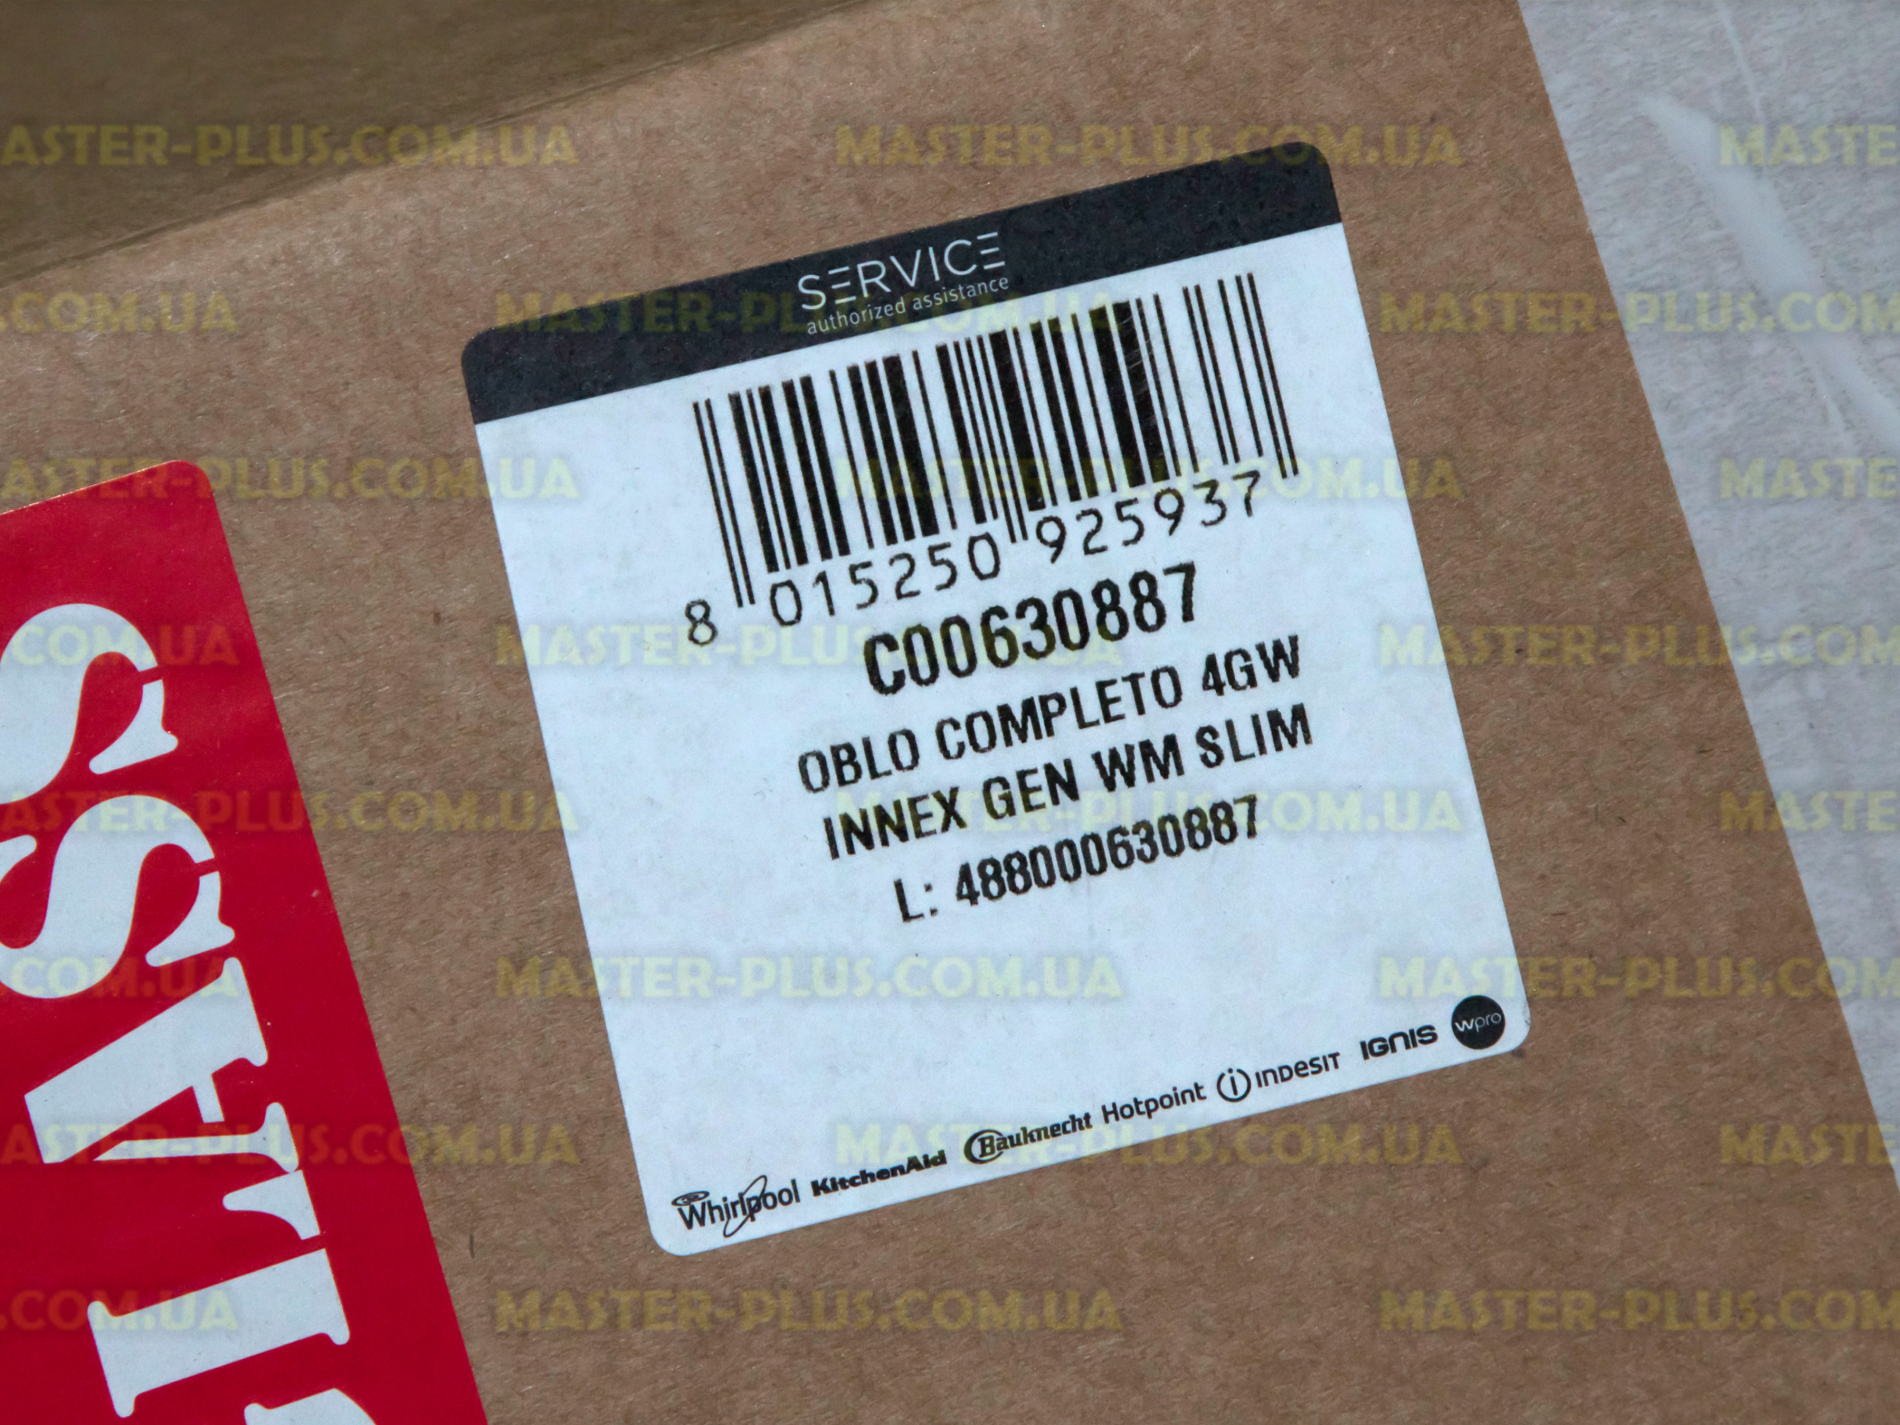 SERVICE
authorized assistance
8 015250 925937
C00630887
OBLO COMPLETO 4GW
INNEX GEN WM SLIM
L: 488000630887
Whirlpool KitchenAid Bauknecht Hotpoint indesit IGNIS wpro
MASTER-PLUS.COM.UA